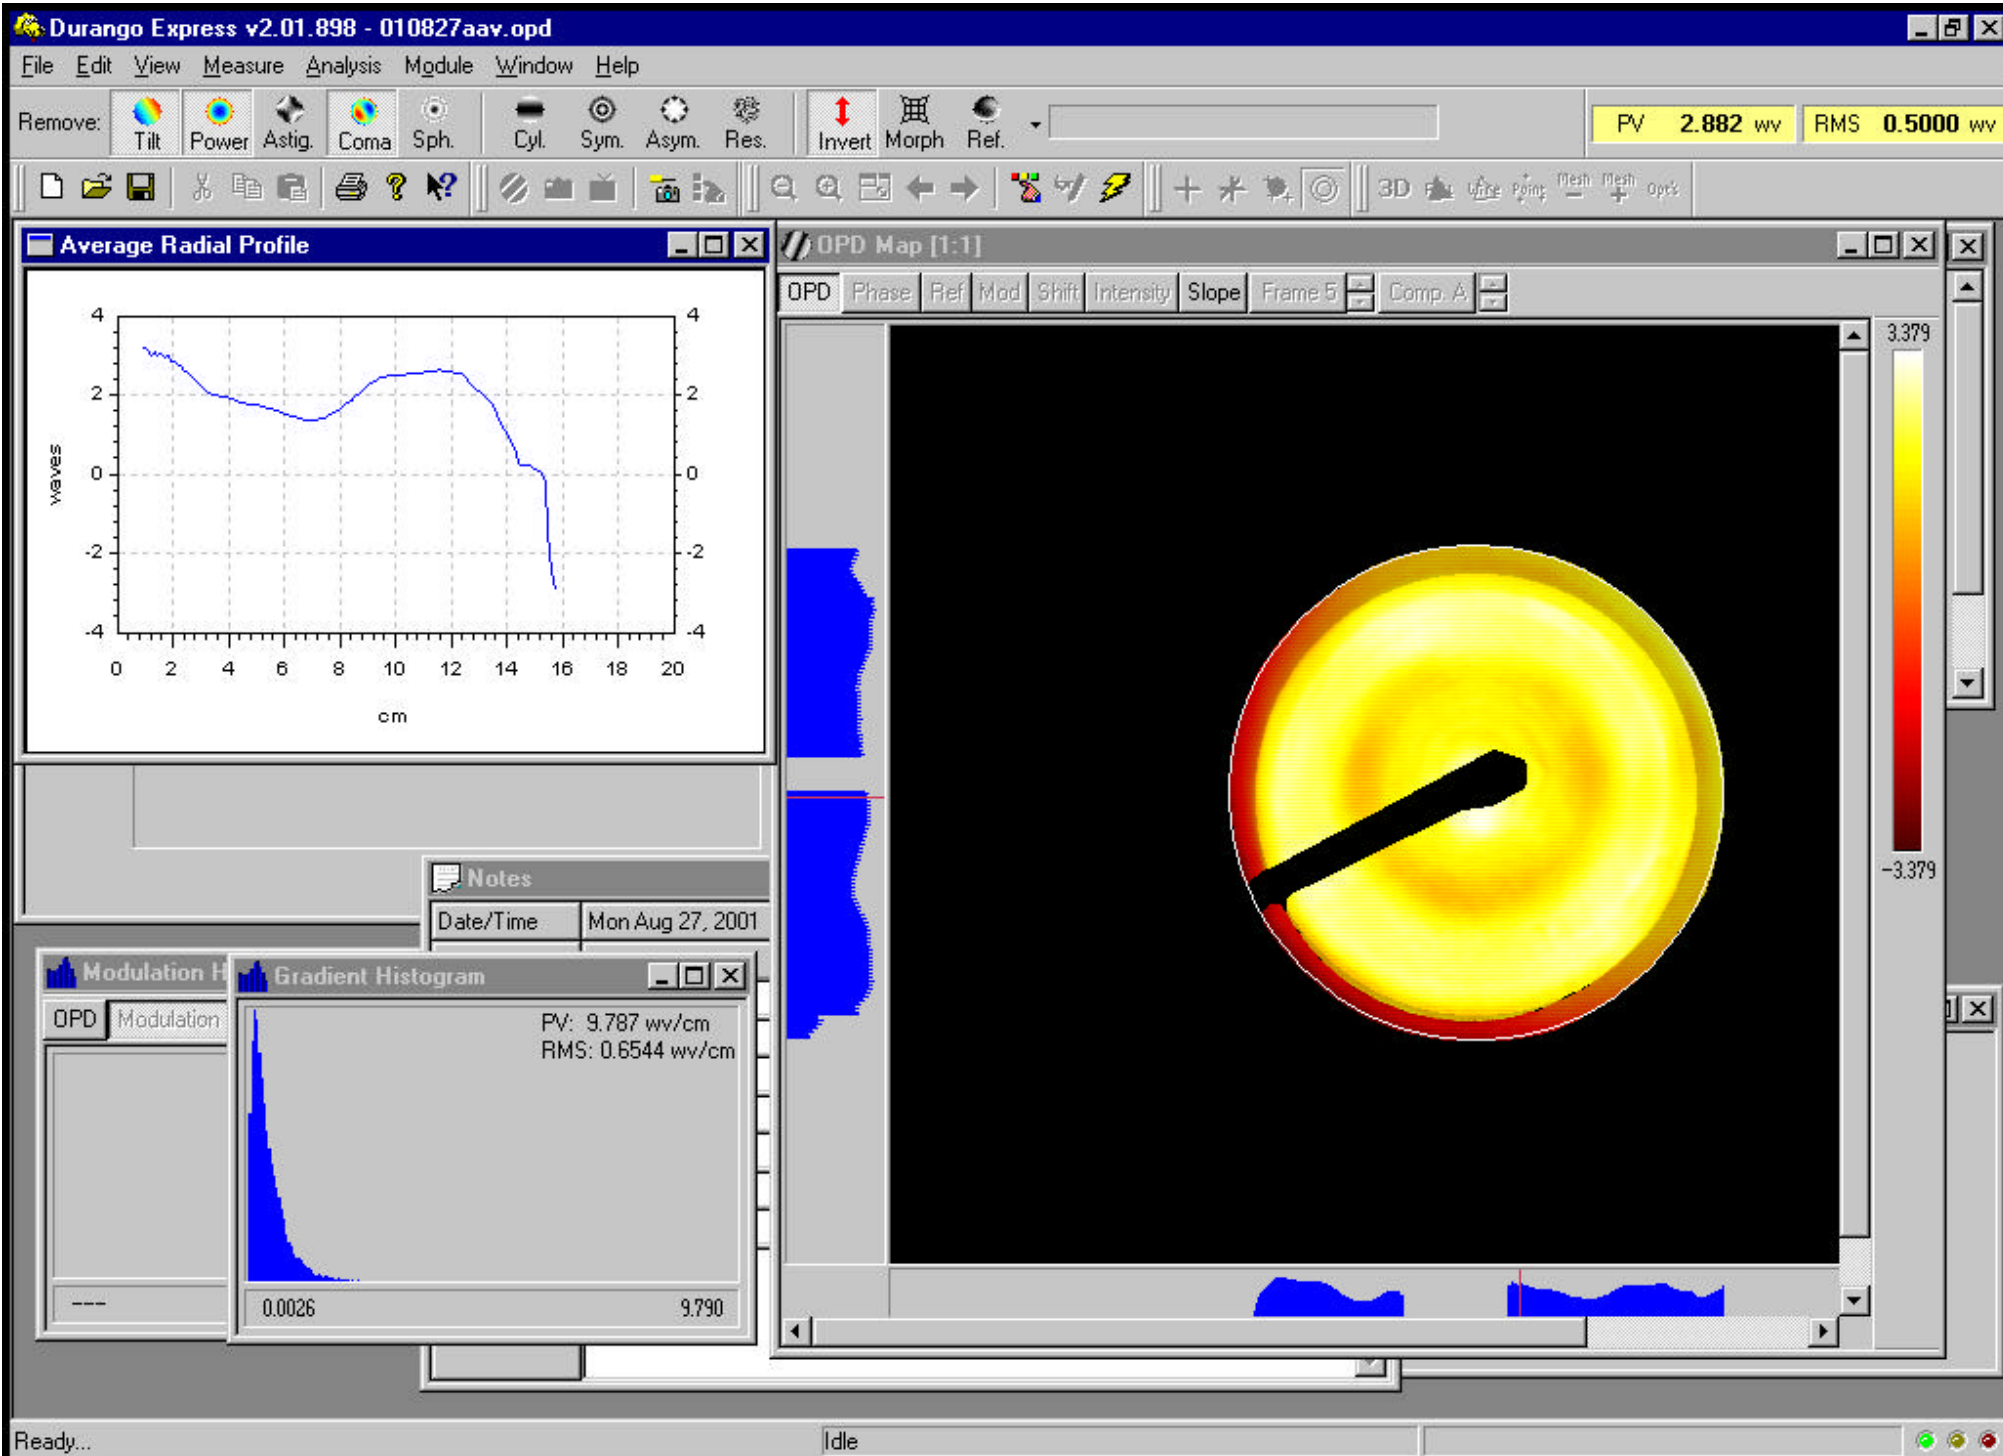 Durango Express v2.01.898 - 010827aav.opd
File Edit View Measure Analysis Module Window Help
Remove: Tilt Power Astig. Coma Sph. Cyl. Sym. Asym. Res. Invert Morph Ref. PV 2.882 wv RMS 0.5000 wv
3D Wire Point Mesh Mesh Opt's
Average Radial Profile
4 4
2 2
0 0
-2 -2
-4 -4
waves
0 2 4 6 8 10 12 14 16 18 20
cm
OPD Map [1:1]
OPD Phase Ref Mod Shift Intensity Slope Frame 5 Comp. A
3.379
-3.379
Notes
Date/Time Mon Aug 27, 2001
Modulation H
OPD Modulation
---
Gradient Histogram
PV: 9.787 wv/cm
RMS: 0.6544 wv/cm
0.0026 9.790
Ready... Idle